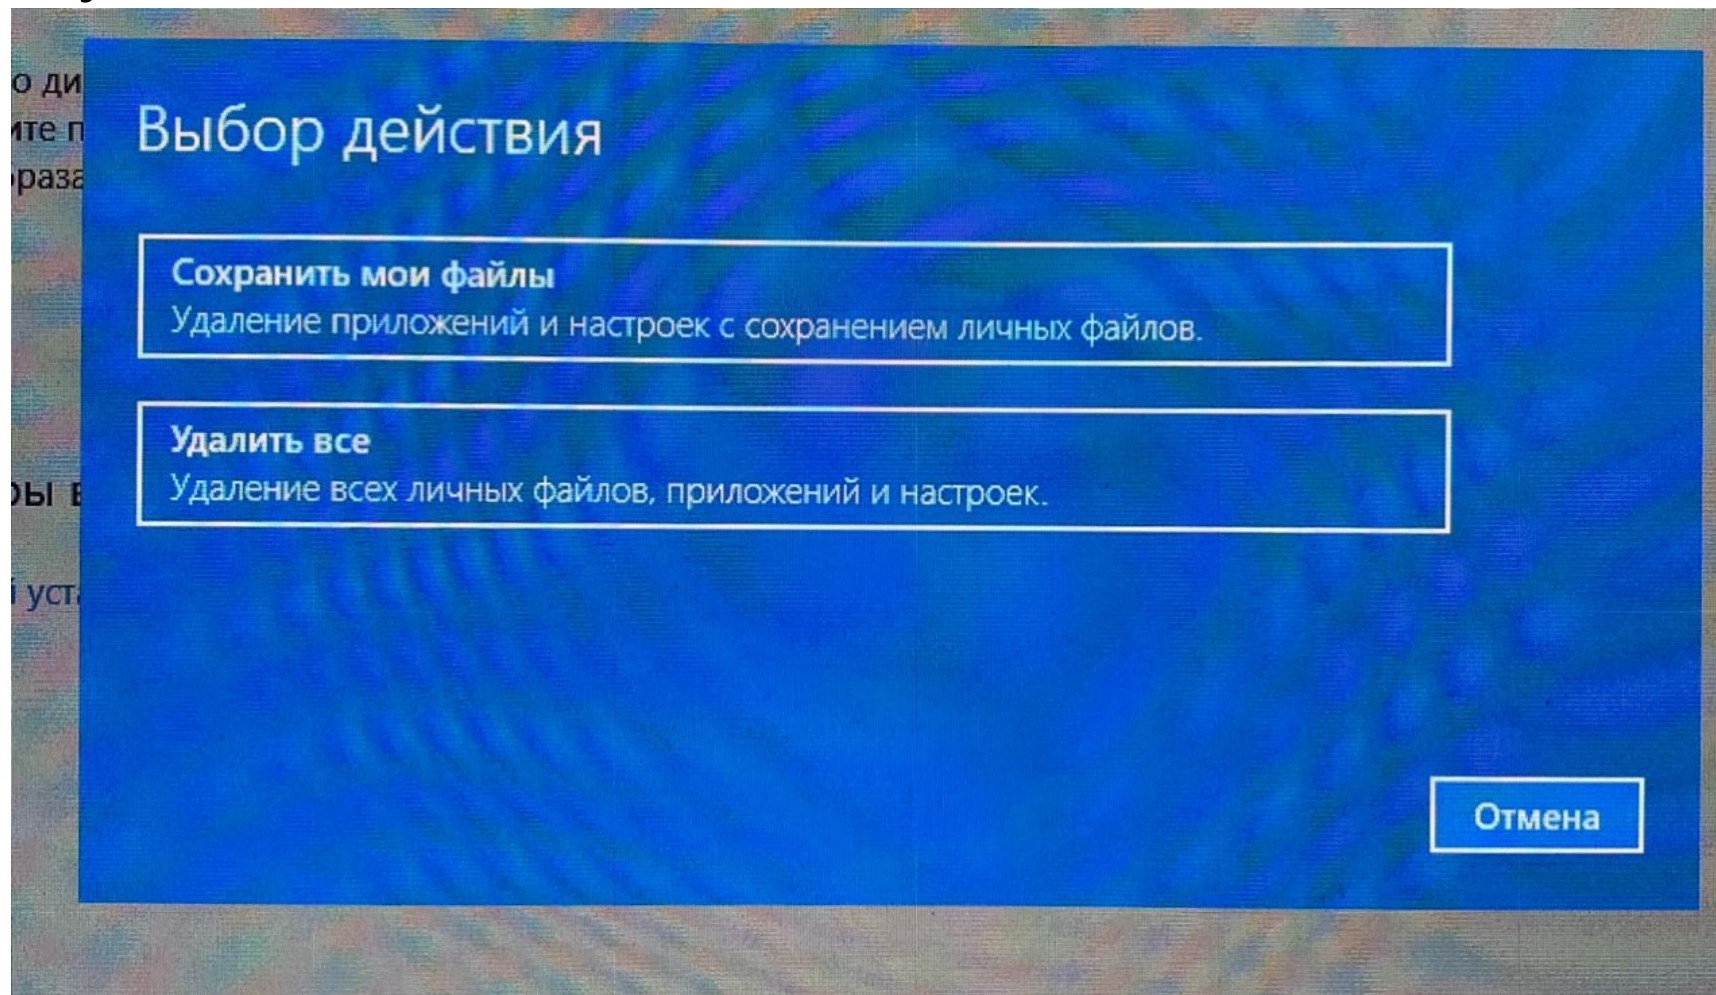 Выбор действия
Сохранить мои файлы
Удаление приложений и настроек с сохранением личных файлов.
Удалить все
Удаление всех личных файлов, приложений и настроек.
Отмена